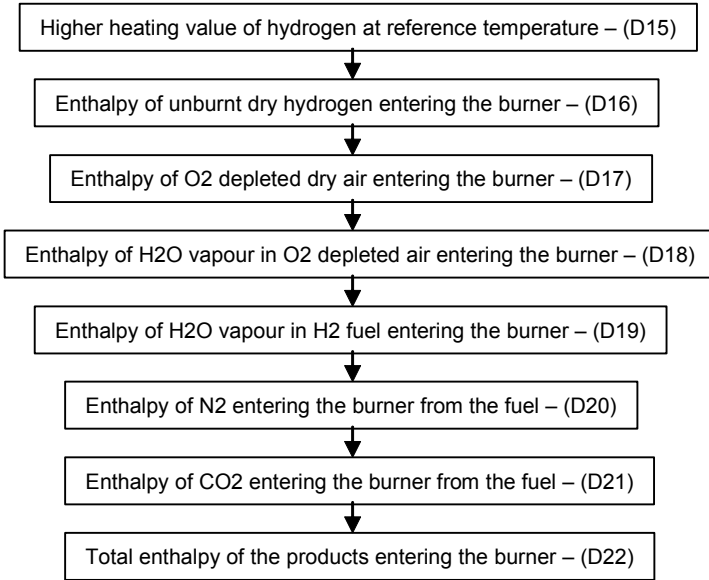 Higher heating value of hydrogen at reference temperature – (D15)
Enthalpy of unburnt dry hydrogen entering the burner – (D16)
Enthalpy of O2 depleted dry air entering the burner – (D17)
Enthalpy of H2O vapour in O2 depleted air entering the burner – (D18)
Enthalpy of H2O vapour in H2 fuel entering the burner – (D19)
Enthalpy of N2 entering the burner from the fuel – (D20)
Enthalpy of CO2 entering the burner from the fuel – (D21)
Total enthalpy of the products entering the burner – (D22)